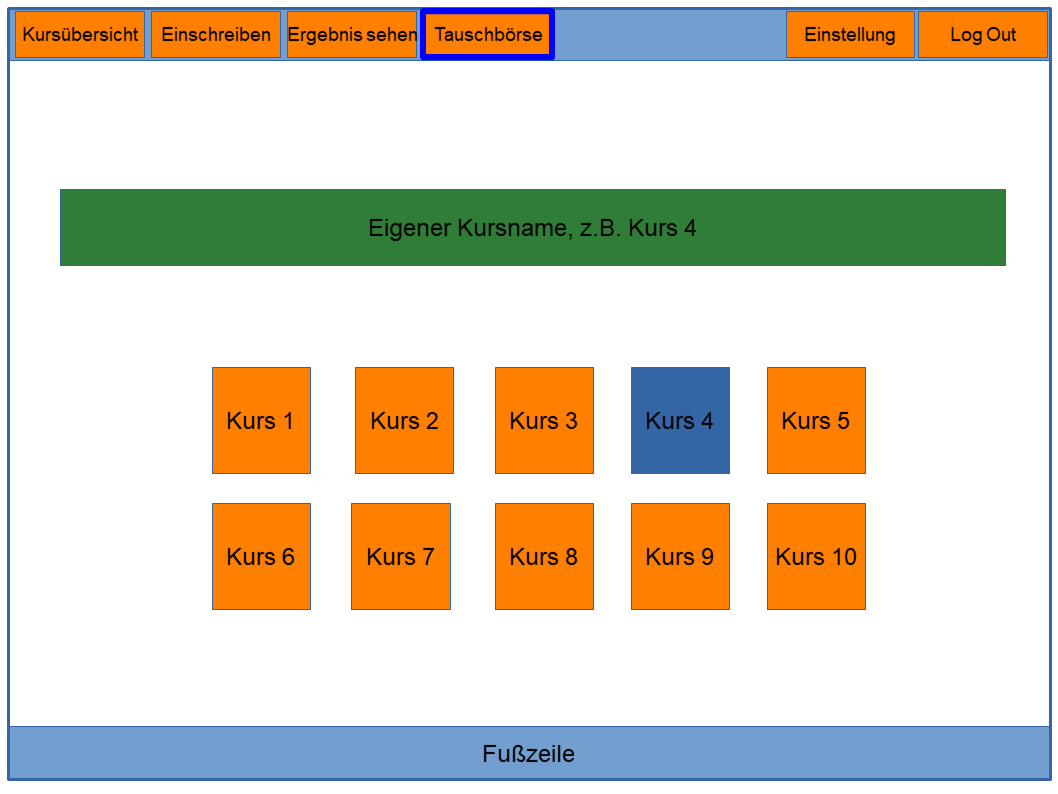 Kursübersicht
Einschreiben
Ergebnis sehen
Tauschbörse
Einstellung
Log Out
Eigener Kursname, z.B. Kurs 4
Kurs 1
Kurs 2
Kurs 3
Kurs 4
Kurs 5
Kurs 6
Kurs 7
Kurs 8
Kurs 9
Kurs 10
Fußzeile